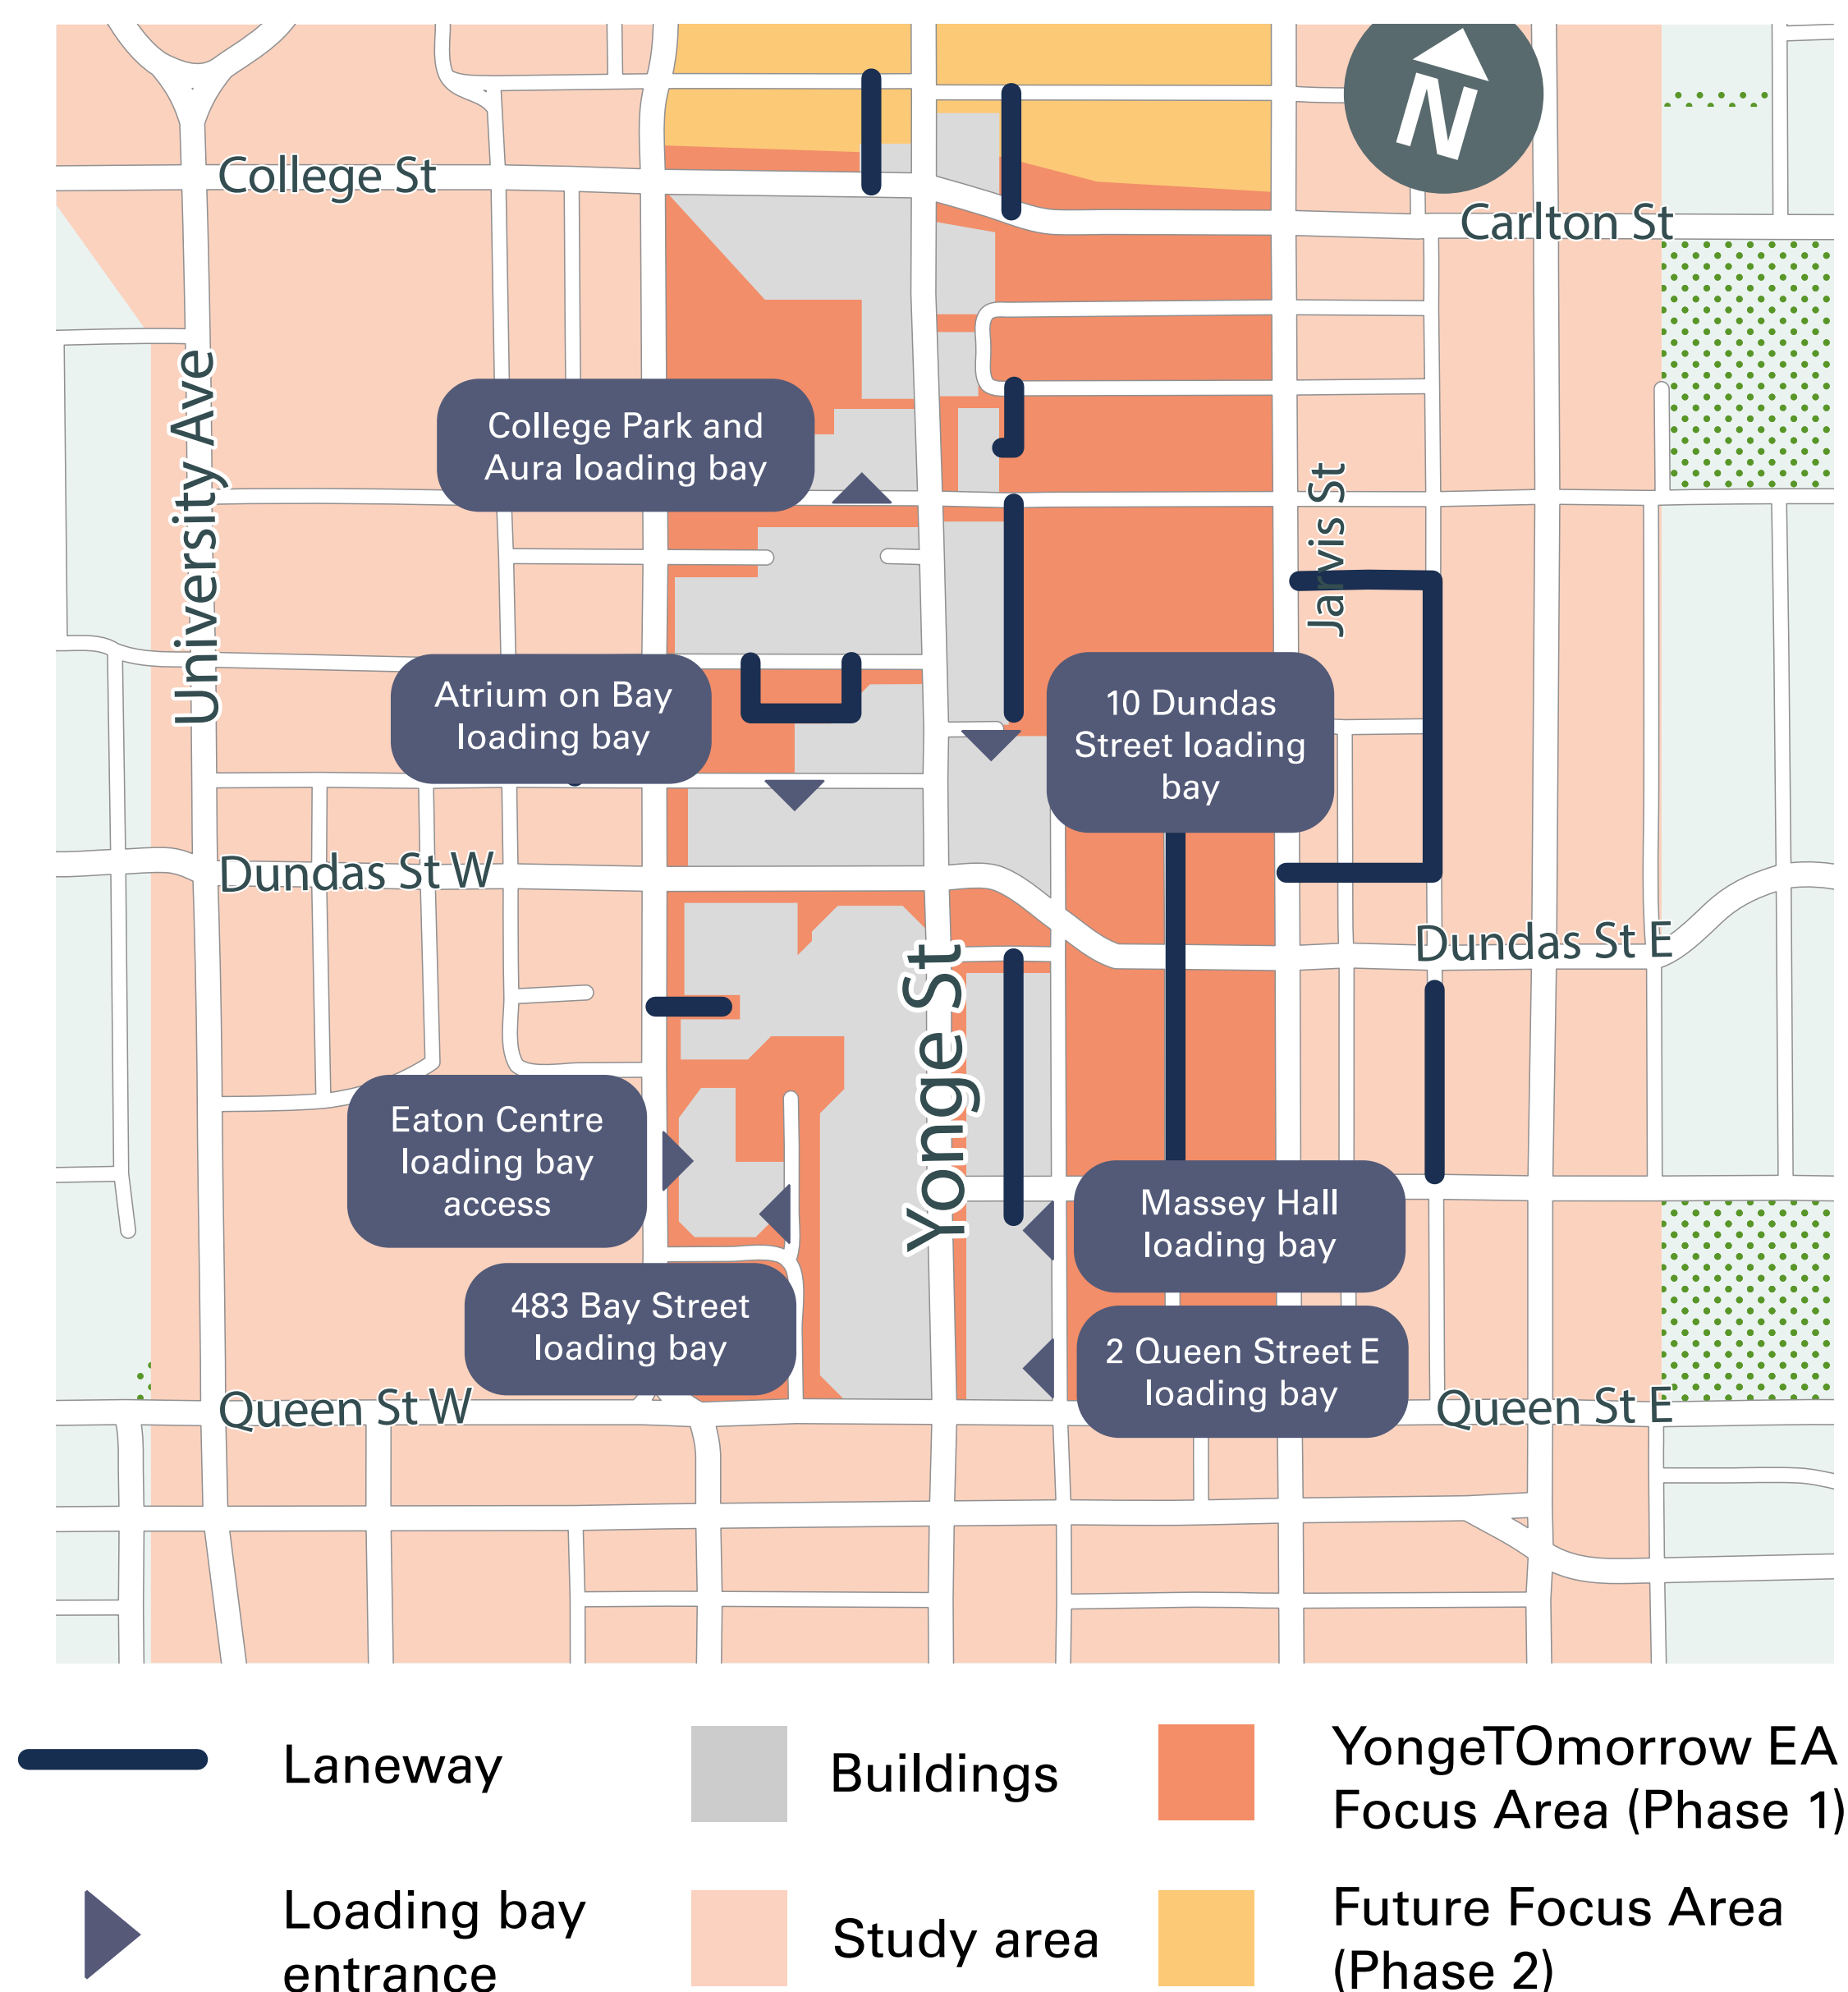 N
College St
Carlton St
University Ave
College Park and
Aura loading bay
Jarvis St
Atrium on Bay
loading bay
10 Dundas
Street loading
bay
Dundas St W
Dundas St E
Yonge St
Eaton Centre
loading bay
access
Massey Hall
loading bay
483 Bay Street
loading bay
2 Queen Street E
loading bay
Queen St W
Queen St E
Laneway
Buildings
YongeTOmorrow EA
Focus Area (Phase 1)
Loading bay
entrance
Study area
Future Focus Area
(Phase 2)